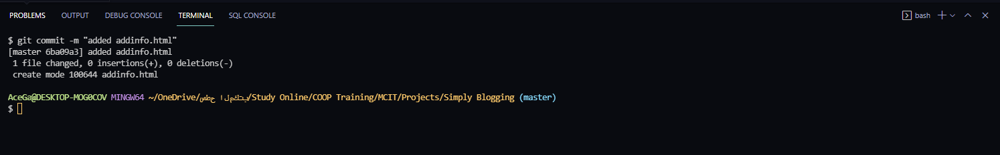 PROBLEMS OUTPUT DEBUG CONSOLE TERMINAL SQL CONSOLE bash
$ git commit -m "added addinfo.html"
[master 6ba09a3] added addinfo.html
1 file changed, 0 insertions(+), 0 deletions(-)
create mode 100644 addinfo.html
AceGa@DESKTOP-MOG0COV MINGW64 ~/OneDrive/سطح المكتب/Study Online/COOP Training/MCIT/Projects/Simply Blogging (master)
$